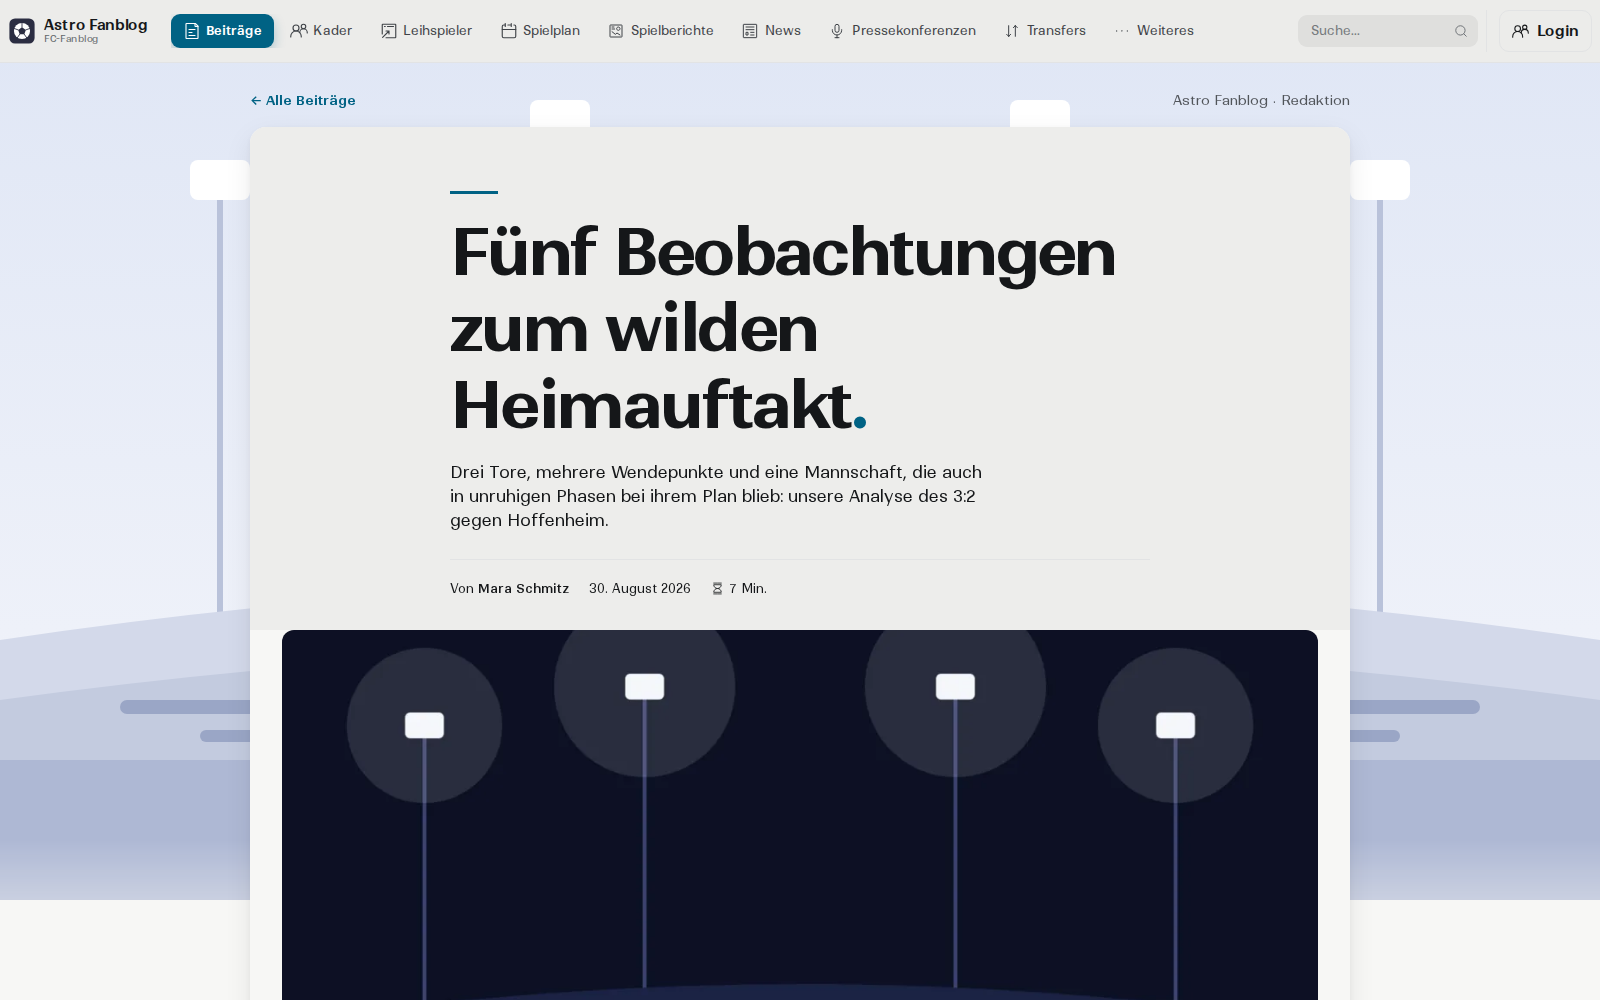 Astro Fanblog
FC-Fanblog
Beiträge
Kader
Leihspieler
Spielplan
Spielberichte
News
Pressekonferenzen
Transfers
Weiteres
Suche...
Login
← Alle Beiträge
Astro Fanblog · Redaktion
Fünf Beobachtungen
zum wilden
Heimauftakt.
Drei Tore, mehrere Wendepunkte und eine Mannschaft, die auch
in unruhigen Phasen bei ihrem Plan blieb: unsere Analyse des 3:2
gegen Hoffenheim.
Von Mara Schmitz 30. August 2026 7 Min.